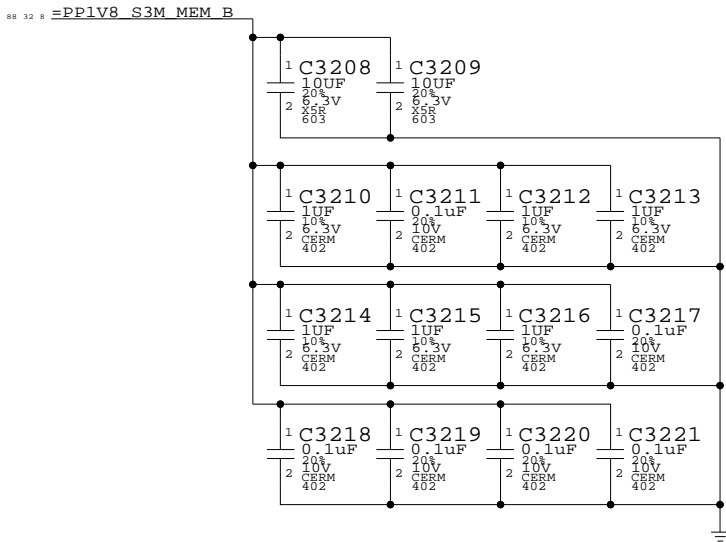 88 32 8 =PP1V8_S3M_MEM_B
1 C3208 1 C3209
10UF 10UF
20% 20%
2 6.3V 2 6.3V
X5R X5R
603 603
1 C3210 1 C3211 1 C3212 1 C3213
1UF 0.1uF 1UF 1UF
10% 20% 10% 10%
2 6.3V 2 10V 2 6.3V 2 6.3V
CERM CERM CERM CERM
402 402 402 402
1 C3214 1 C3215 1 C3216 1 C3217
1UF 1UF 1UF 0.1uF
10% 10% 10% 20%
2 6.3V 2 6.3V 2 6.3V 2 10V
CERM CERM CERM CERM
402 402 402 402
1 C3218 1 C3219 1 C3220 1 C3221
0.1uF 0.1uF 0.1uF 0.1uF
20% 20% 20% 20%
2 10V 2 10V 2 10V 2 10V
CERM CERM CERM CERM
402 402 402 402